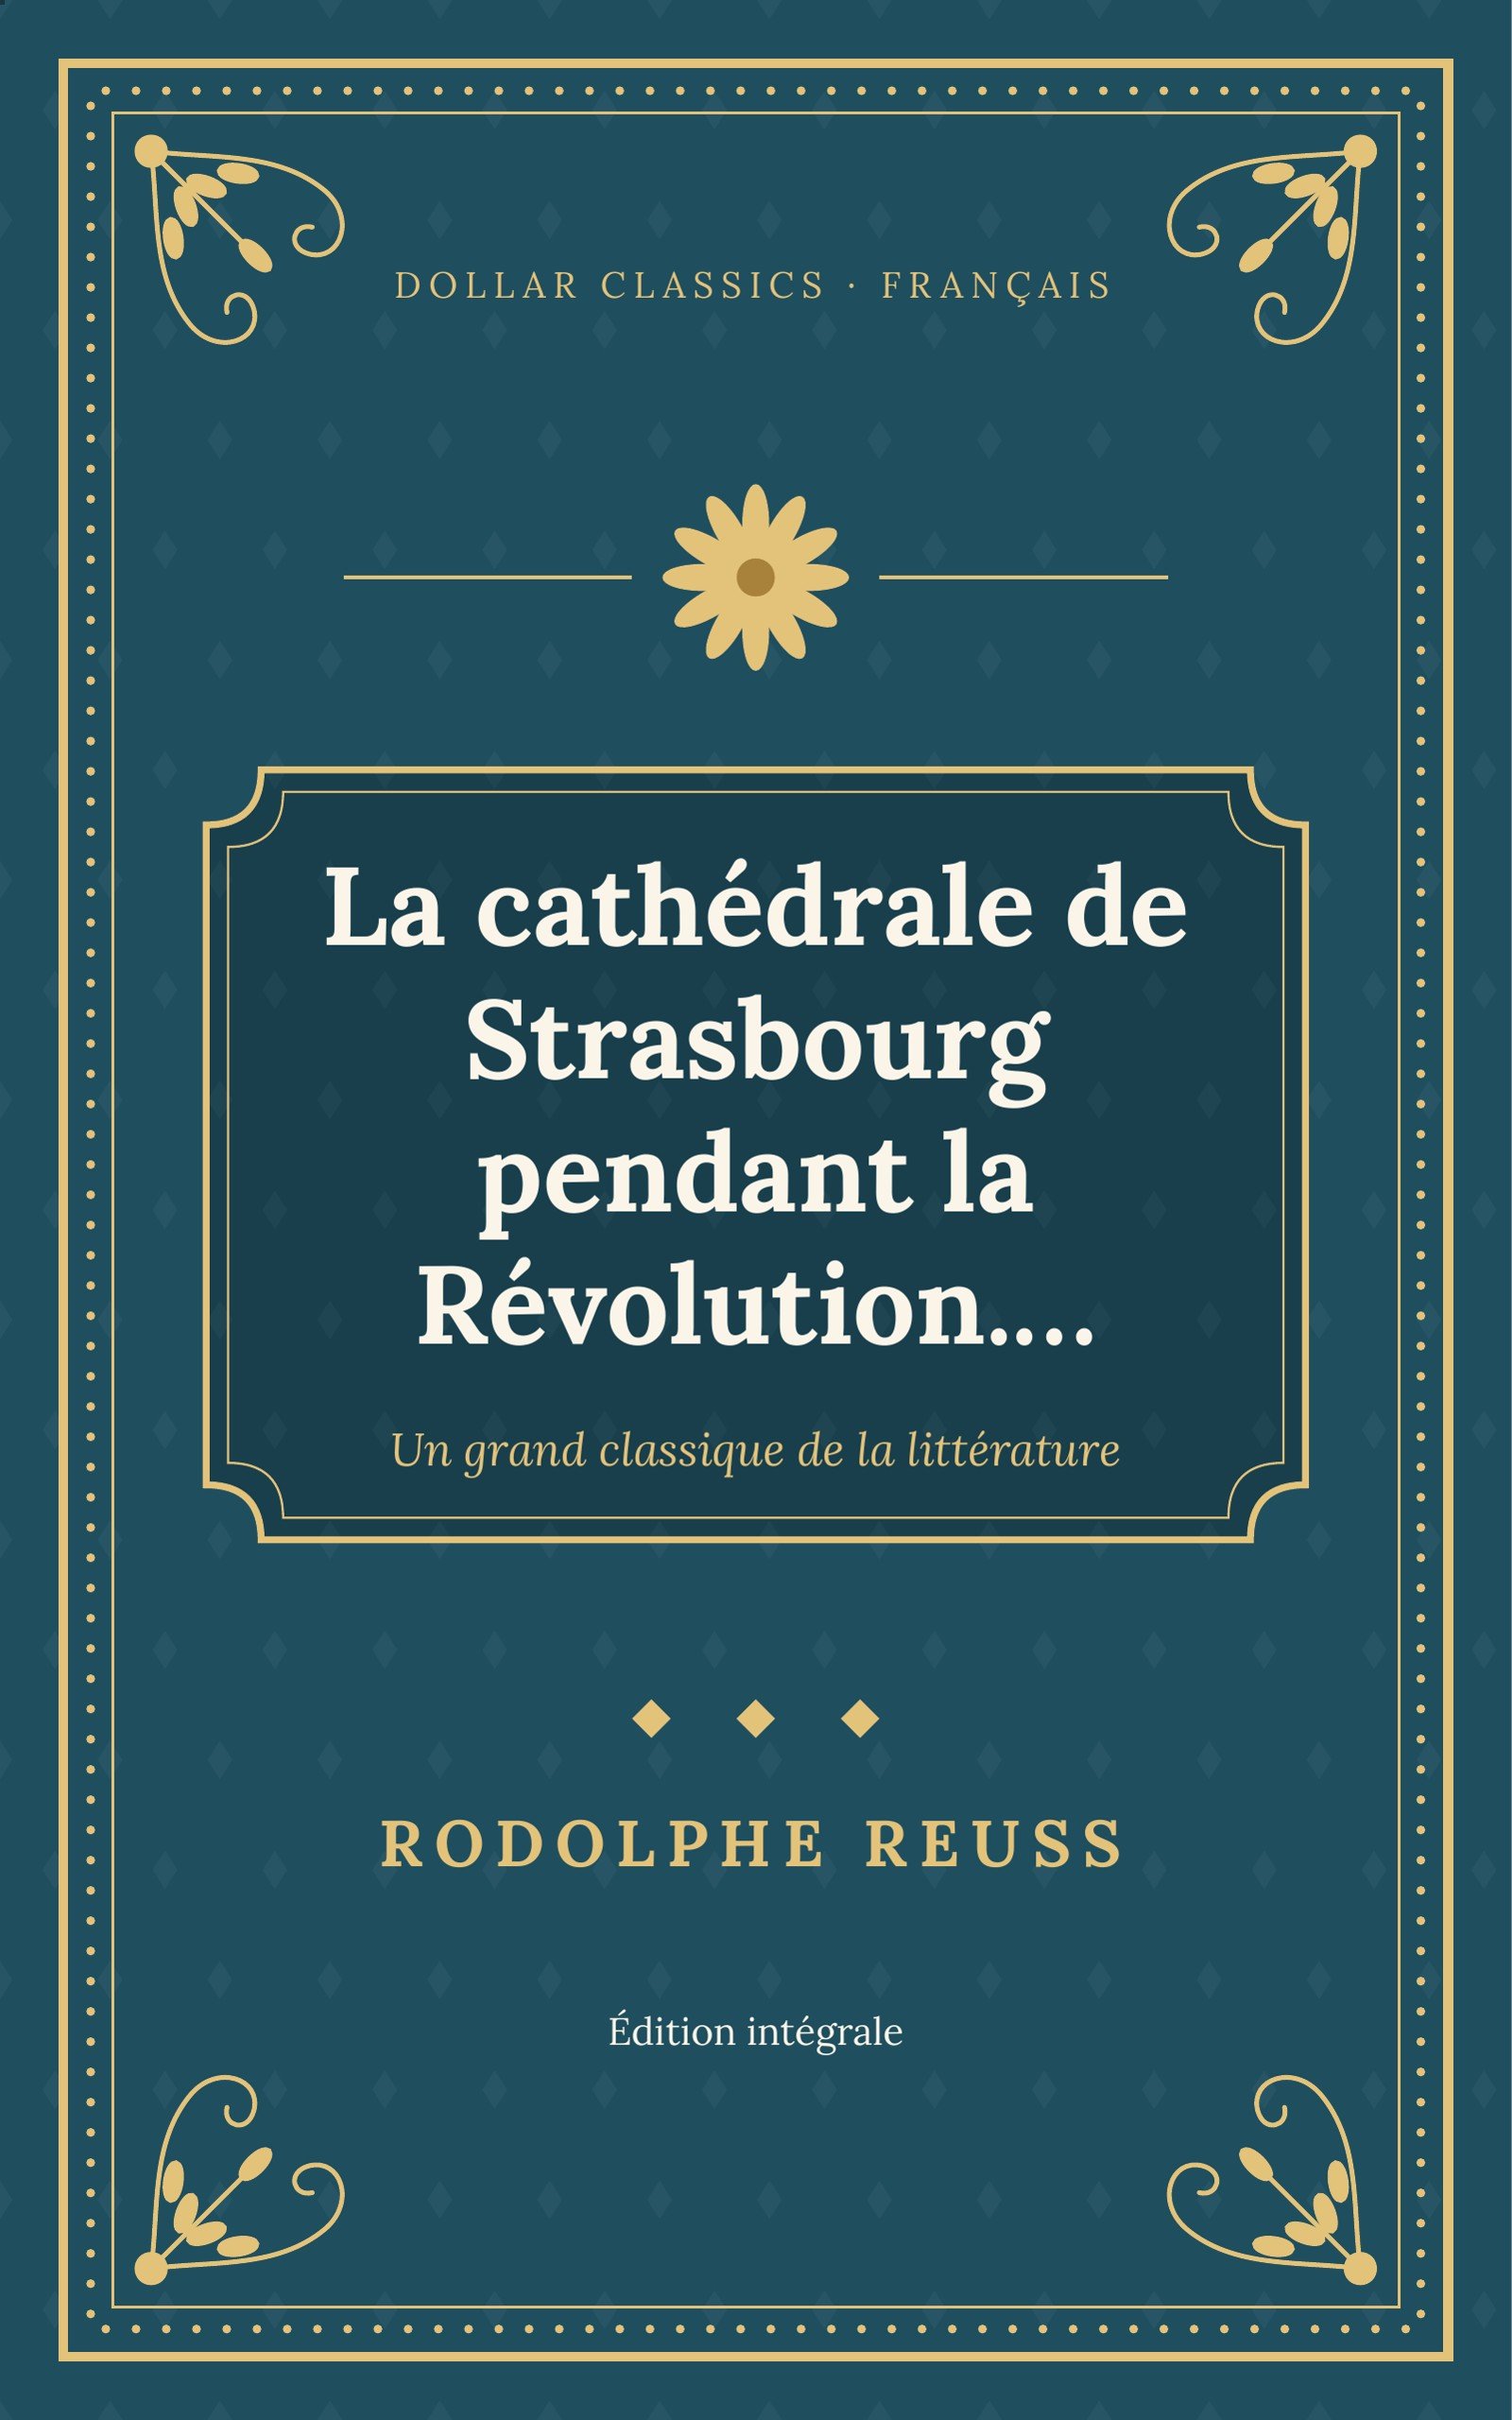 DOLLAR CLASSICS · FRANÇAIS
La cathédrale de
Strasbourg
pendant la
Révolution....
Un grand classique de la littérature
RODOLPHE REUSS
Édition intégrale